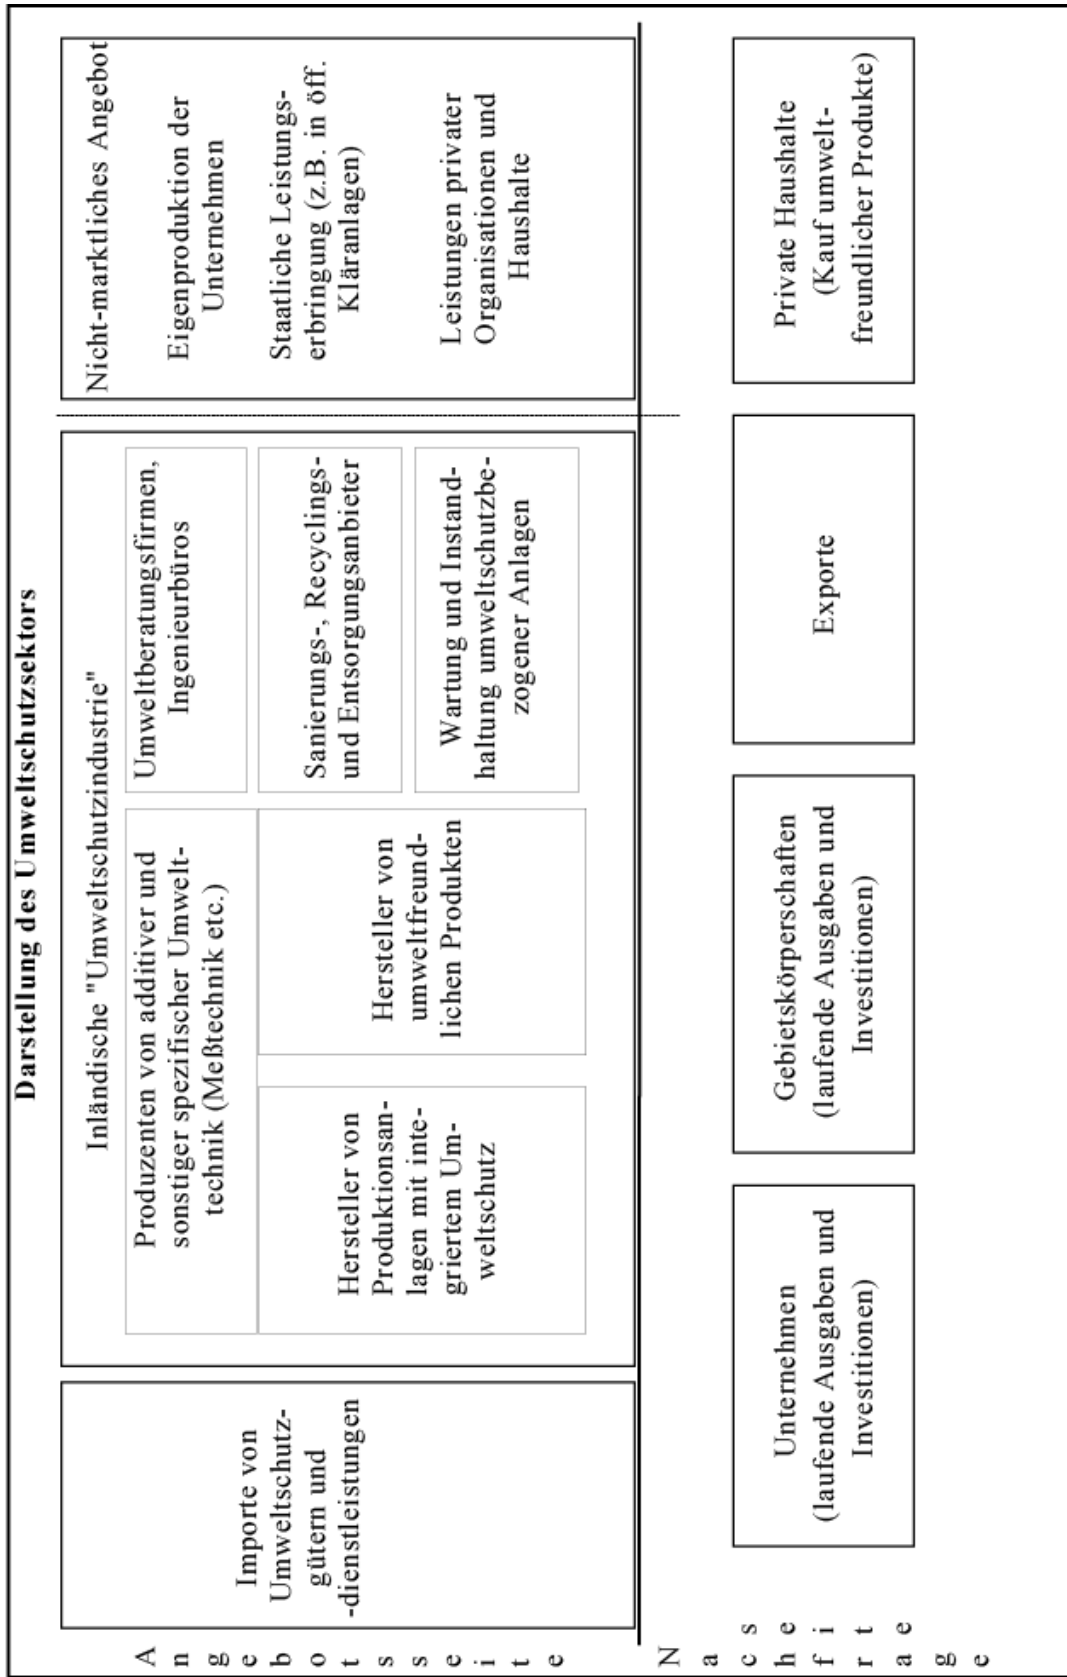 Darstellung des Umweltschutzsektors
Angebotsseite
Importe von
Umweltschutz-
gütern und
-dienstleistungen
Inländische "Umweltschutzindustrie"
Produzenten von additiver und
sonstiger spezifischer Umwelt-
technik (Meßtechnik etc.)
Hersteller von
Produktionsan-
lagen mit inte-
griertem Um-
weltschutz
Hersteller von
umweltfreund-
lichen Produkten
Umweltberatungsfirmen,
Ingenieurbüros
Sanierungs-, Recyclings-
und Entsorgungsanbieter
Wartung und Instand-
haltung umweltschutzbe-
zogener Anlagen
Nicht-marktliches Angebot
Eigenproduktion der
Unternehmen
Staatliche Leistungs-
erbringung (z.B. in öff.
Kläranlagen)
Leistungen privater
Organisationen und
Haushalte
N
a s
c e
h i
f t
r e
a
g
e
Unternehmen
(laufende Ausgaben und
Investitionen)
Gebietskörperschaften
(laufende Ausgaben und
Investitionen)
Exporte
Private Haushalte
(Kauf umwelt-
freundlicher Produkte)